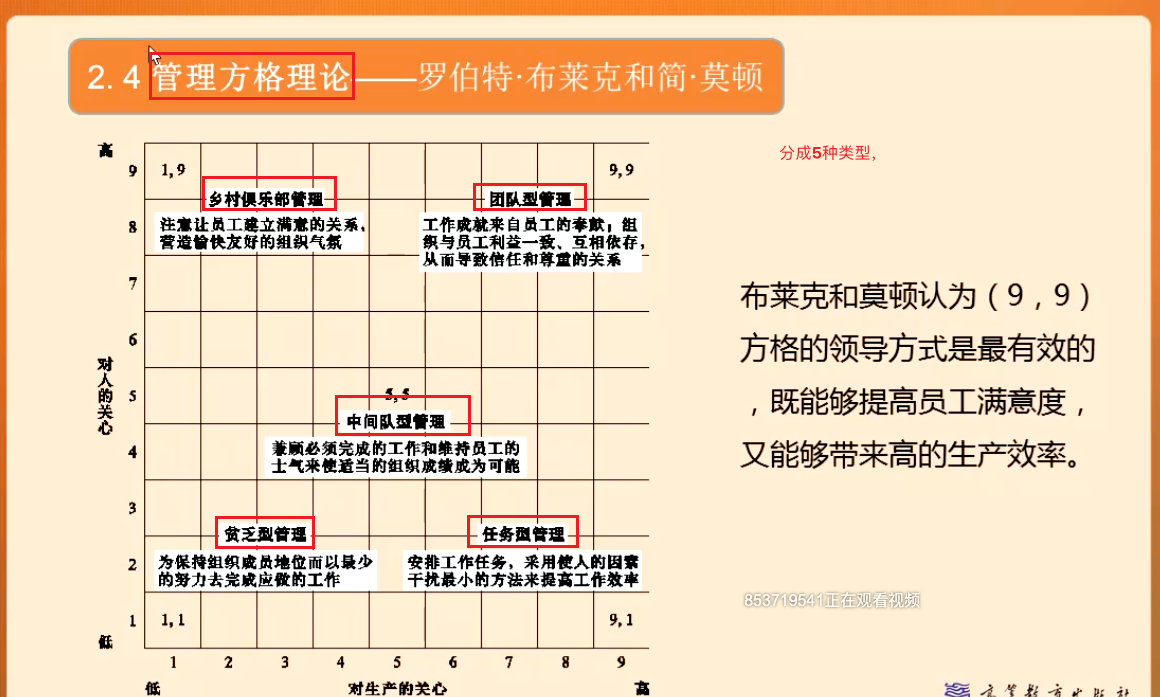 2.4 管理方格理论——罗伯特·布莱克和简·莫顿
分成5种类型,
高
9
1,9
9,9
乡村俱乐部管理
团队型管理
8
注意让员工建立满意的关系,
营造愉快友好的组织气氛
工作成就来自员工的奉献; 组
织与员工利益一致、互相依存,
从而导致信任和尊重的关系
7
6
对人的关心
5
5,5
中间队型管理
4
兼顾必须完成的工作和维持员工的
士气来使适当的组织成绩成为可能
3
贫乏型管理
任务型管理
2
为保持组织成员地位而以最少
的努力去完成应做的工作
安排工作任务, 采用使人的因素
干扰最小的方法来提高工作效率
1
1,1
9,1
低
1 2 3 4 5 6 7 8 9
低 对生产的关心 高
布莱克和莫顿认为（9，9）
方格的领导方式是最有效的
，既能够提高员工满意度，
又能够带来高的生产效率。
853719541正在观看视频